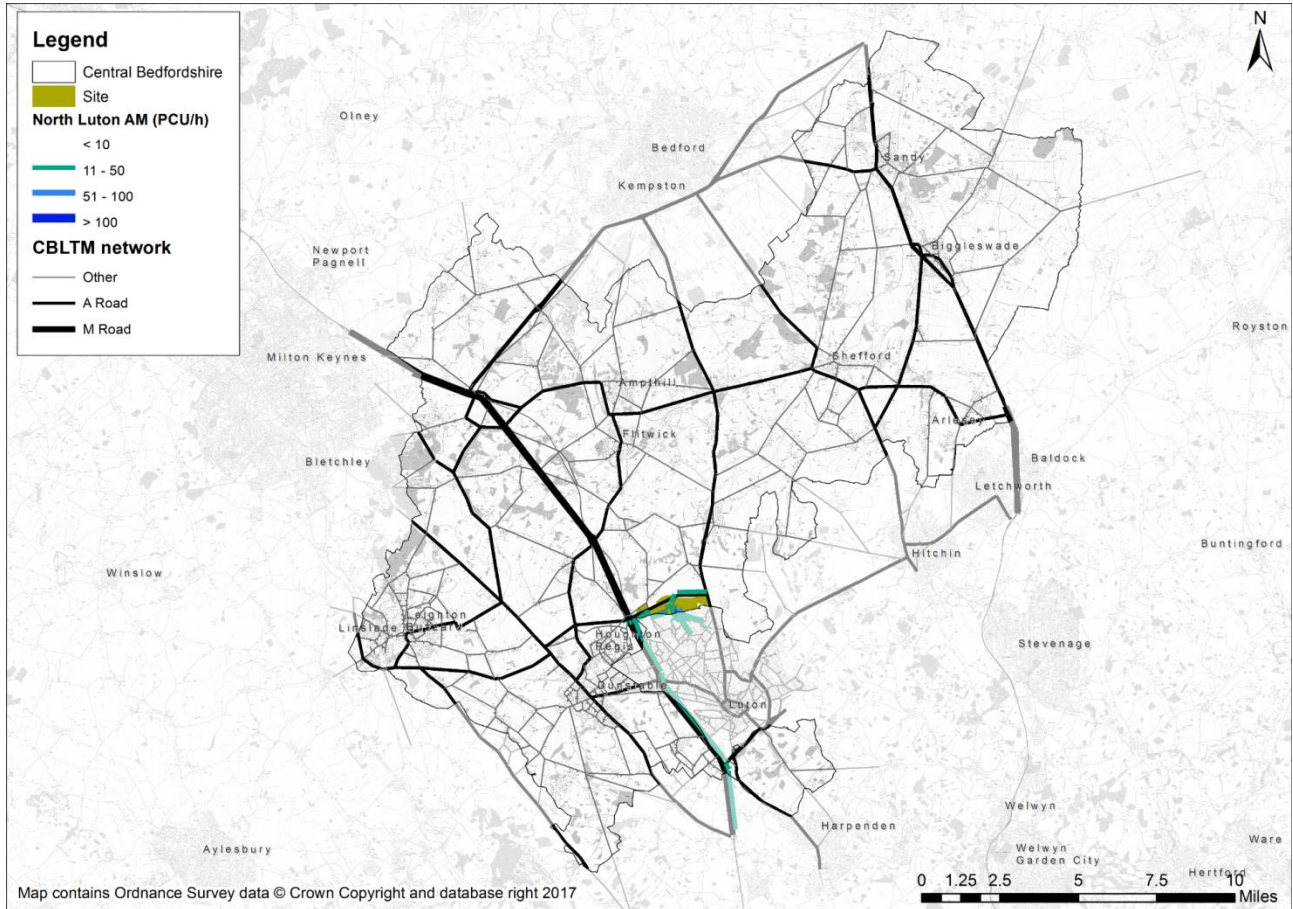 Legend
Central Bedfordshire
Site
North Luton AM (PCU/h)
< 10
11 - 50
51 - 100
> 100
CBLTM network
Other
A Road
M Road
N
Olney
Bedford
Kempston
Sandy
Newport
Pagnell
Biggleswade
Royston
Milton Keynes
Shefford
Ampthill
Arlesey
Flitwick
Bletchley
Baldock
Letchworth
Buntingford
Hitchin
Winslow
Leighton
Linslade Buzzard
Houghton
Regis
Stevenage
Dunstable
Luton
Welwyn
Harpenden
Ware
Aylesbury
Welwyn
Garden City
Hertford
0 1.25 2.5 5 7.5 10
Miles
Map contains Ordnance Survey data © Crown Copyright and database right 2017